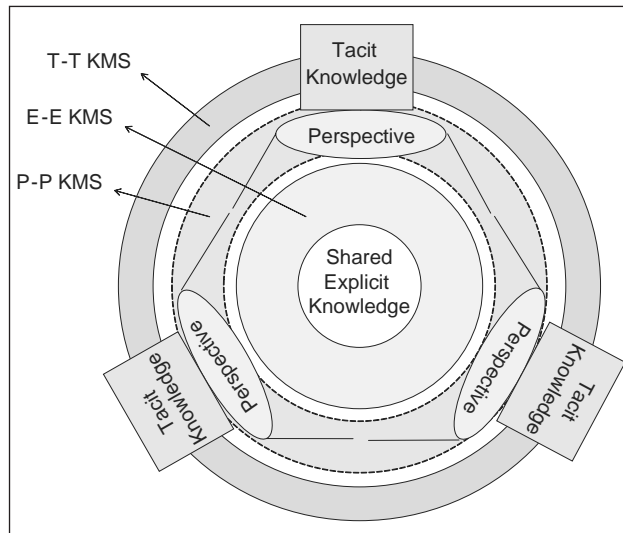 T-T KMS
E-E KMS
P-P KMS
Tacit
Knowledge
Perspective
Shared
Explicit
Knowledge
Perspective
Tacit
Knowledge
Perspective
Tacit
Knowledge